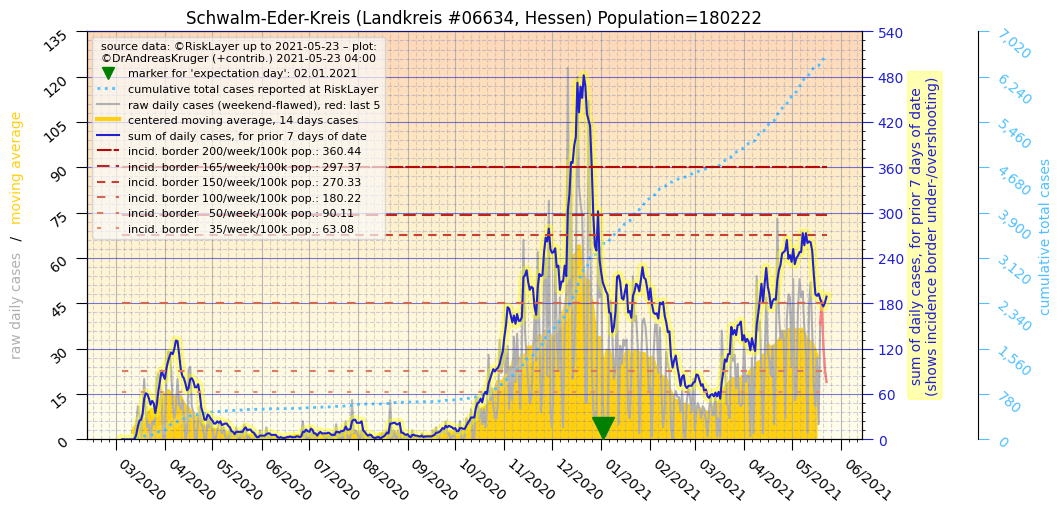 Schwalm-Eder-Kreis (Landkreis #06634, Hessen) Population=180222
source data: ©RiskLayer up to 2021-05-23 – plot:
©DrAndreasKruger (+contrib.) 2021-05-23 04:00
marker for 'expectation day': 02.01.2021
cumulative total cases reported at RiskLayer
raw daily cases (weekend-flawed), red: last 5
centered moving average, 14 days cases
sum of daily cases, for prior 7 days of date
incid. border 200/week/100k pop.: 360.44
incid. border 165/week/100k pop.: 297.37
incid. border 150/week/100k pop.: 270.33
incid. border 100/week/100k pop.: 180.22
incid. border 50/week/100k pop.: 90.11
incid. border 35/week/100k pop.: 63.08
raw daily cases / moving average
135
120
105
90
75
60
45
30
15
0
03/2020
04/2020
05/2020
06/2020
07/2020
08/2020
09/2020
10/2020
11/2020
12/2020
01/2021
02/2021
03/2021
04/2021
05/2021
06/2021
540
480
420
360
300
240
180
120
60
0
sum of daily cases, for prior 7 days of date
(shows incidence border under-/overshooting)
7,020
6,240
5,460
4,680
3,900
3,120
2,340
1,560
780
0
cumulative total cases